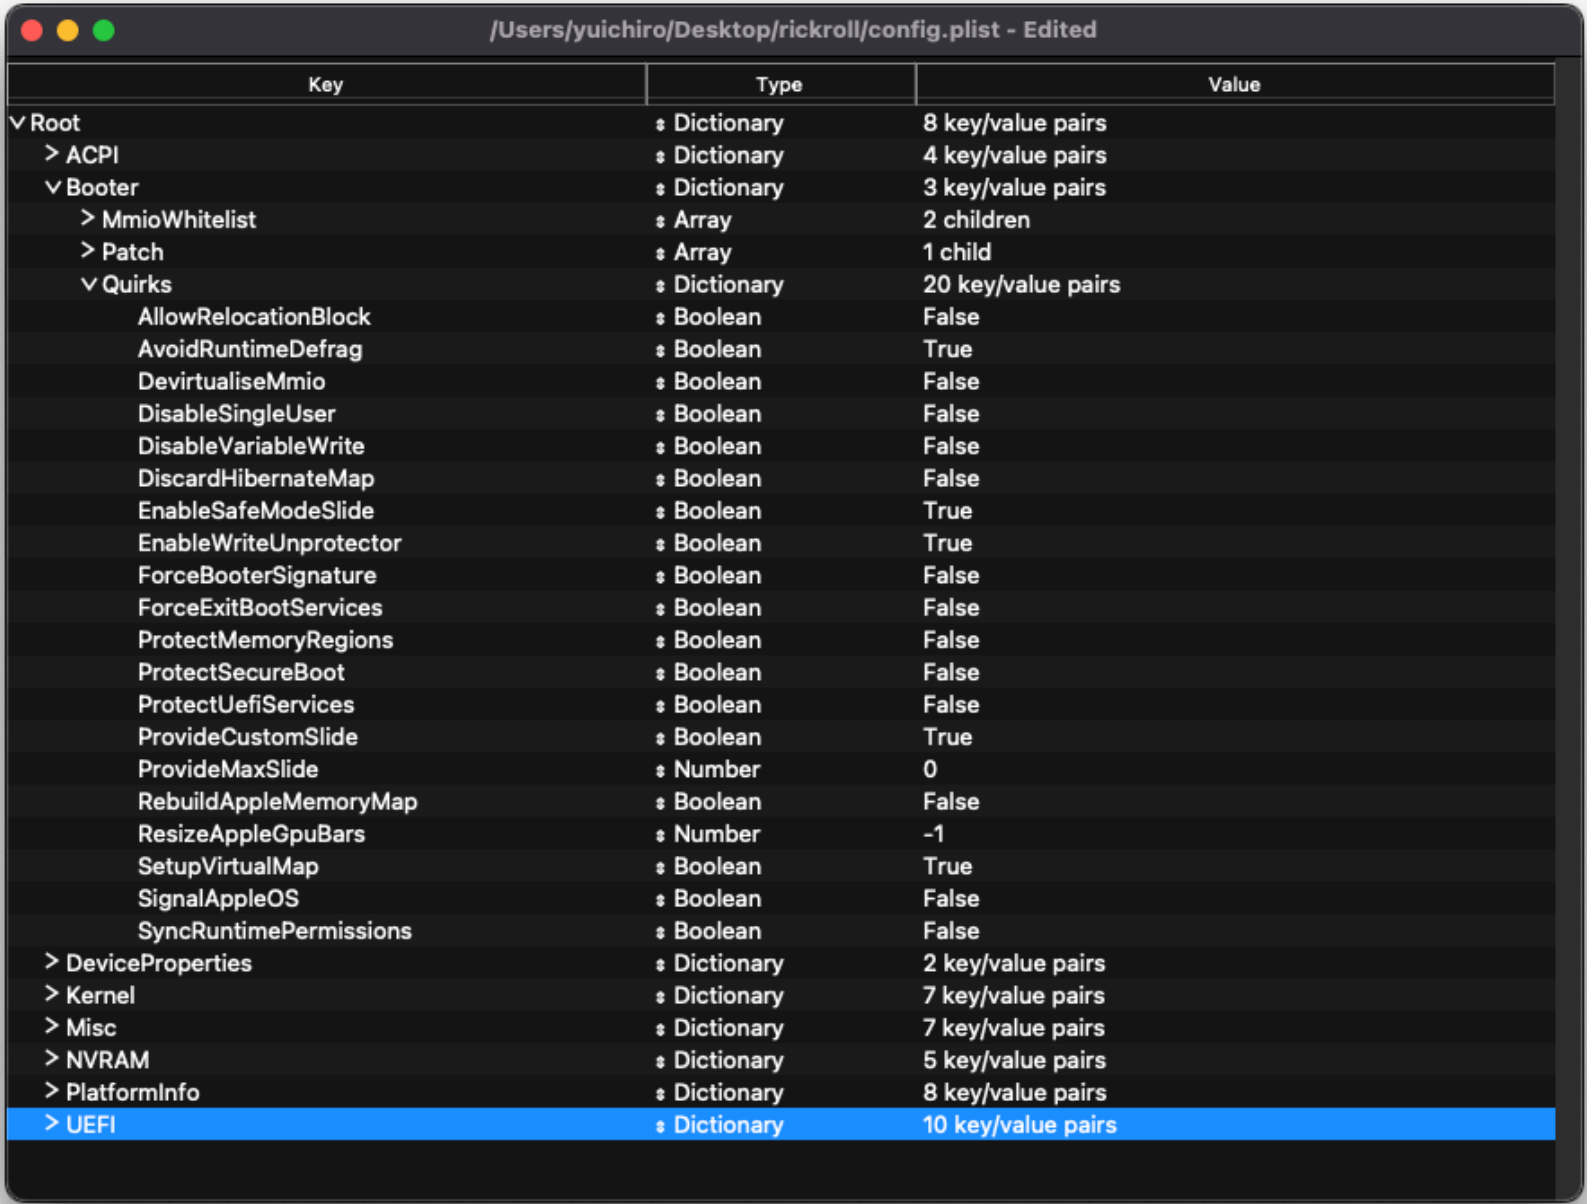 /Users/yuichiro/Desktop/rickroll/config.plist - Edited
Key Type Value
Root Dictionary 8 key/value pairs
ACPI Dictionary 4 key/value pairs
Booter Dictionary 3 key/value pairs
MmioWhitelist Array 2 children
Patch Array 1 child
Quirks Dictionary 20 key/value pairs
AllowRelocationBlock Boolean False
AvoidRuntimeDefrag Boolean True
DevirtualiseMmio Boolean False
DisableSingleUser Boolean False
DisableVariableWrite Boolean False
DiscardHibernateMap Boolean False
EnableSafeModeSlide Boolean True
EnableWriteUnprotector Boolean True
ForceBooterSignature Boolean False
ForceExitBootServices Boolean False
ProtectMemoryRegions Boolean False
ProtectSecureBoot Boolean False
ProtectUefiServices Boolean False
ProvideCustomSlide Boolean True
ProvideMaxSlide Number 0
RebuildAppleMemoryMap Boolean False
ResizeAppleGpuBars Number -1
SetupVirtualMap Boolean True
SignalAppleOS Boolean False
SyncRuntimePermissions Boolean False
DeviceProperties Dictionary 2 key/value pairs
Kernel Dictionary 7 key/value pairs
Misc Dictionary 7 key/value pairs
NVRAM Dictionary 5 key/value pairs
PlatformInfo Dictionary 8 key/value pairs
UEFI Dictionary 10 key/value pairs